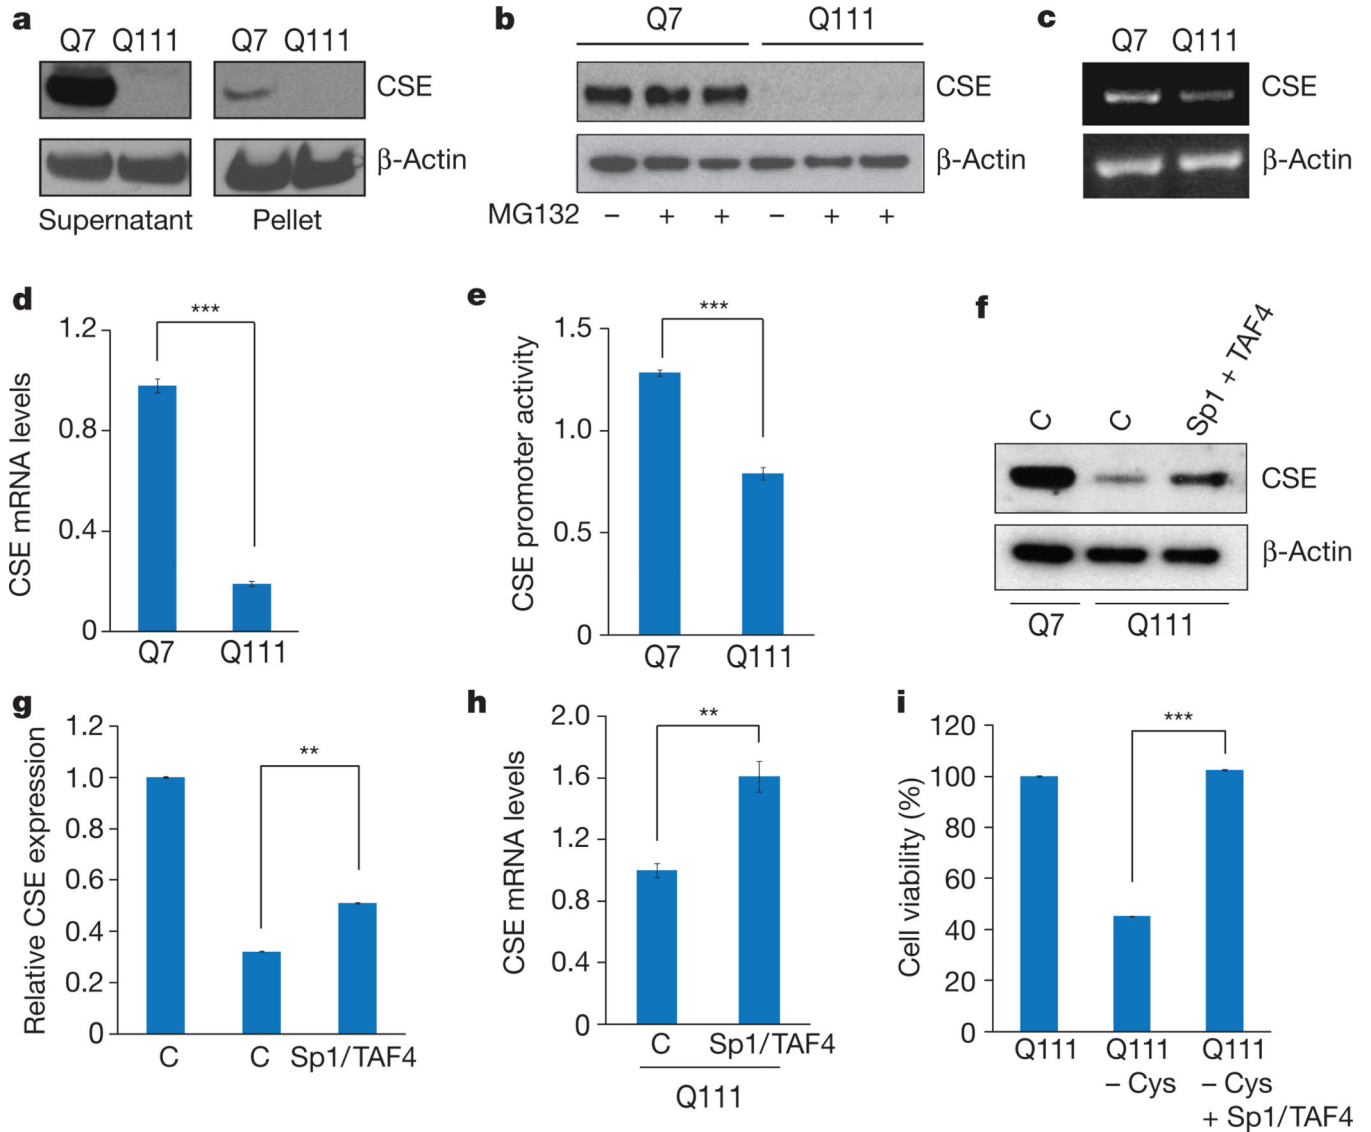 a
Q7 Q111
Q7 Q111
CSE
β-Actin
Supernatant
Pellet
b
Q7
Q111
CSE
β-Actin
MG132 – + + – + +
c
Q7 Q111
CSE
β-Actin
d
***
CSE mRNA levels
1.2
0.8
0.4
0
Q7 Q111
e
***
CSE promoter activity
1.5
1.0
0.5
0
Q7 Q111
f
C C Sp1 + TAF4
CSE
β-Actin
Q7 Q111
g
**
Relative CSE expression
1.2
1.0
0.8
0.6
0.4
0.2
0
C C Sp1/TAF4
h
**
CSE mRNA levels
2.0
1.6
1.2
0.8
0.4
0
C Sp1/TAF4
Q111
i
***
Cell viability (%)
120
100
80
60
40
20
0
Q111 Q111 Q111
– Cys – Cys
+ Sp1/TAF4